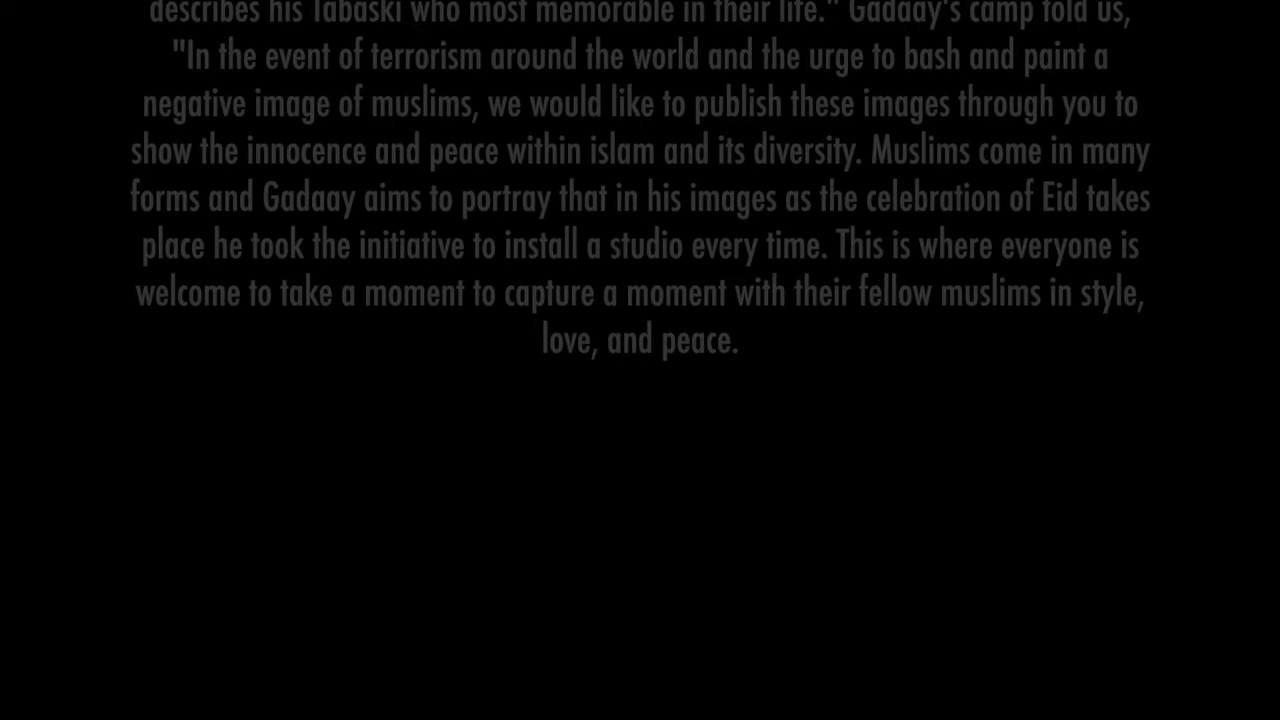 describes his Tabaski who most memorable in their life." Gadaay's camp told us,
"In the event of terrorism around the world and the urge to bash and paint a
negative image of muslims, we would like to publish these images through you to
show the innocence and peace within islam and its diversity. Muslims come in many
forms and Gadaay aims to portray that in his images as the celebration of Eid takes
place he took the initiative to install a studio every time. This is where everyone is
welcome to take a moment to capture a moment with their fellow muslims in style,
love, and peace.